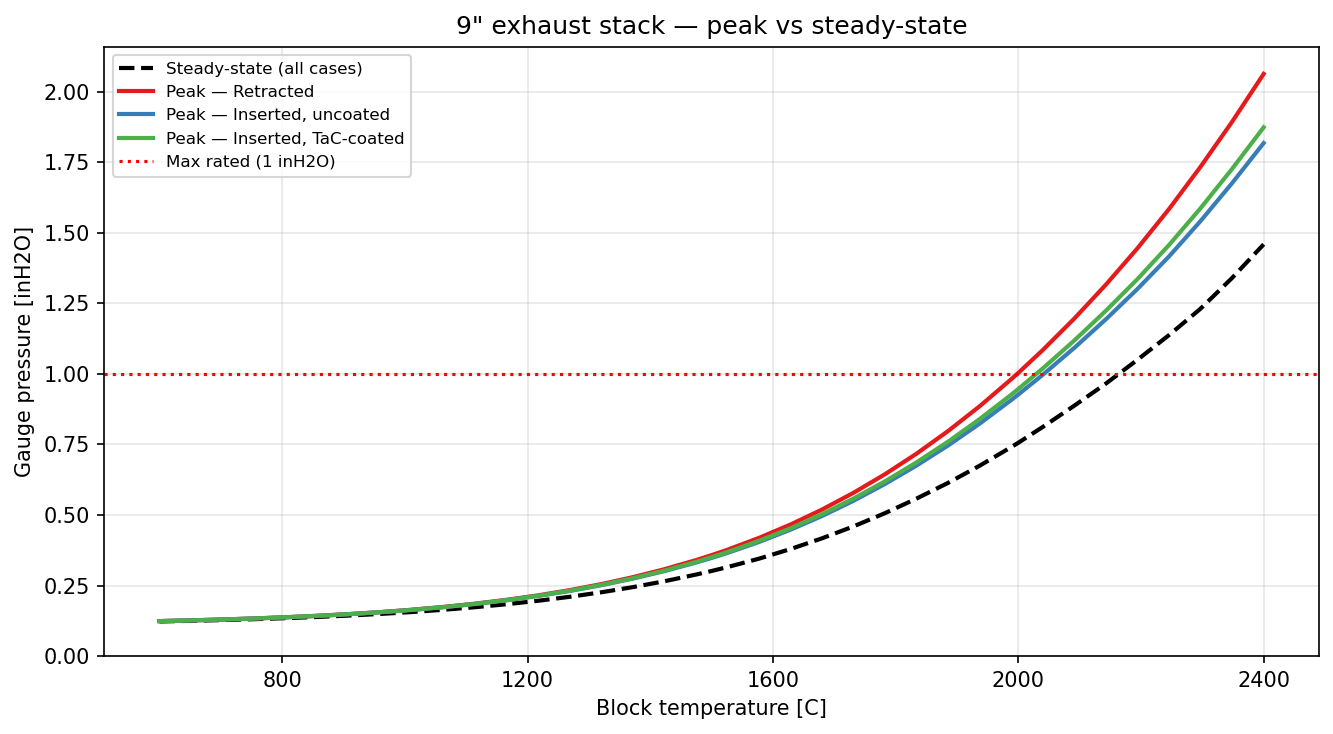 9" exhaust stack — peak vs steady-state
Steady-state (all cases)
Peak — Retracted
Peak — Inserted, uncoated
Peak — Inserted, TaC-coated
Max rated (1 inH2O)
Gauge pressure [inH2O]
2.00
1.75
1.50
1.25
1.00
0.75
0.50
0.25
0.00
800
1200
1600
2000
2400
Block temperature [C]